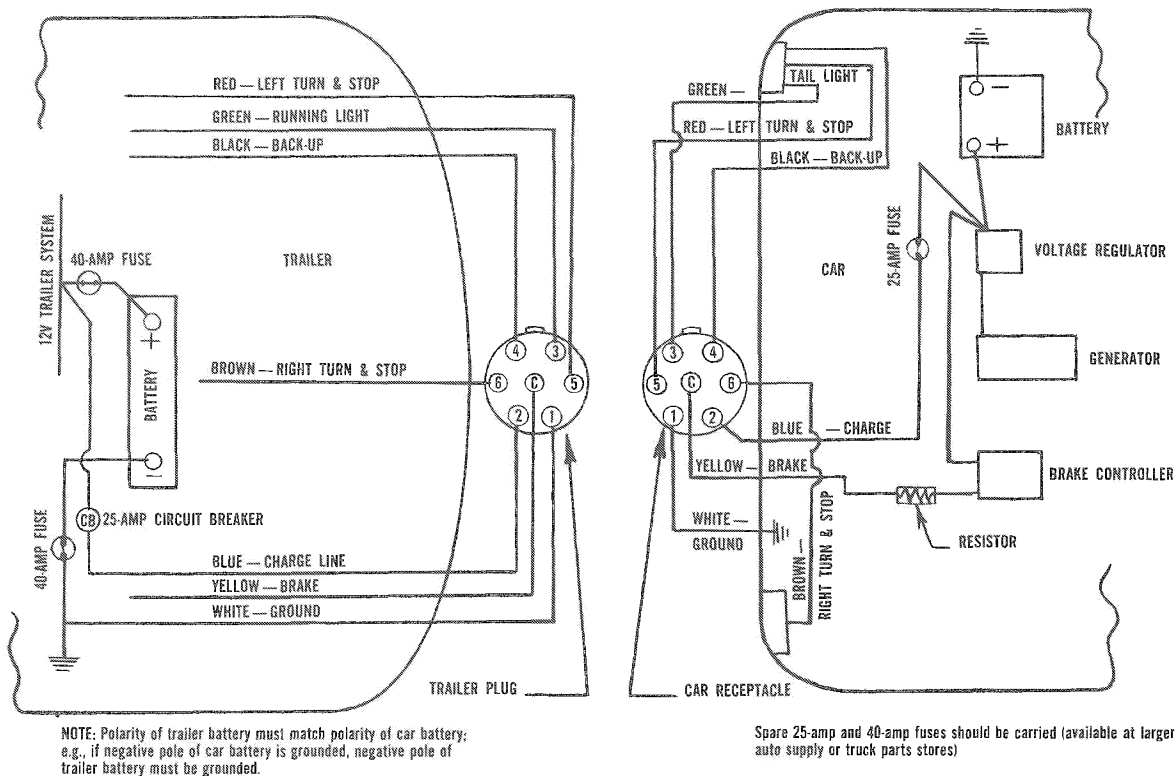 RED — LEFT TURN & STOP
GREEN — RUNNING LIGHT
BLACK — BACK-UP
12V TRAILER SYSTEM
40-AMP FUSE
TRAILER
+
BATTERY
—
BROWN — RIGHT TURN & STOP
4
3
6
C
5
2
1
CB
25-AMP CIRCUIT BREAKER
40-AMP FUSE
BLUE — CHARGE LINE
YELLOW — BRAKE
WHITE — GROUND
TRAILER PLUG
NOTE: Polarity of trailer battery must match polarity of car battery;
e.g., if negative pole of car battery is grounded, negative pole of
trailer battery must be grounded.
TAIL LIGHT
GREEN —
RED — LEFT TURN & STOP
BLACK — BACK-UP
—
+
BATTERY
25-AMP FUSE
CAR
VOLTAGE REGULATOR
GENERATOR
3
4
5
C
6
1
2
BLUE — CHARGE
YELLOW — BRAKE
BRAKE CONTROLLER
WHITE —
GROUND
RESISTOR
BROWN —
RIGHT TURN & STOP
CAR RECEPTACLE
Spare 25-amp and 40-amp fuses should be carried (available at larger
auto supply or truck parts stores)